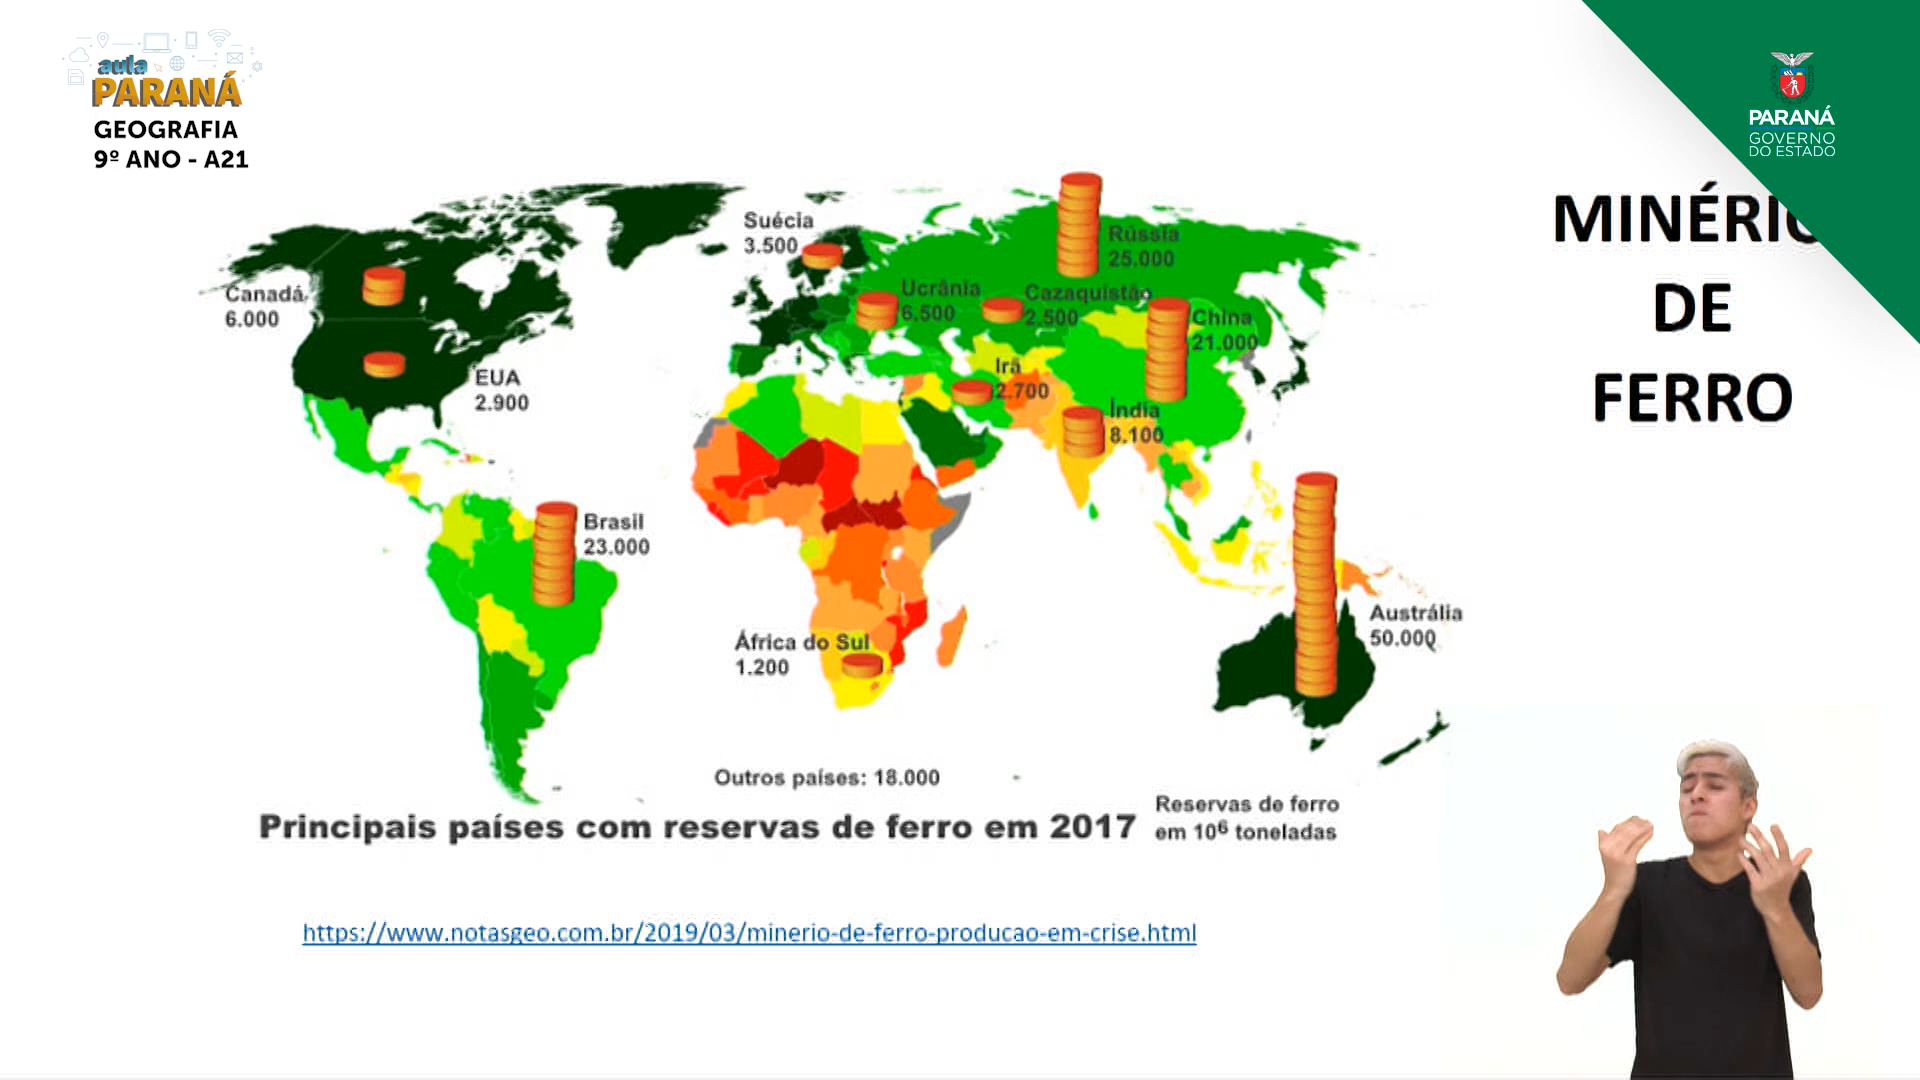 aula
PARANÁ
GEOGRAFIA
9º ANO - A21
PARANÁ
GOVERNO
DO ESTADO
MINÉRIO
DE
FERRO
Suécia
3.500
Rússia
25.000
Canadá
6.000
Ucrânia
6.500
Cazaquistão
2.500
China
21.000
EUA
2.900
Irã
2.700
Índia
8.100
Brasil
23.000
África do Sul
1.200
Austrália
50.000
Outros países: 18.000
Principais países com reservas de ferro em 2017
Reservas de ferro
em 10⁶ toneladas
https://www.notasgeo.com.br/2019/03/minerio-de-ferro-producao-em-crise.html